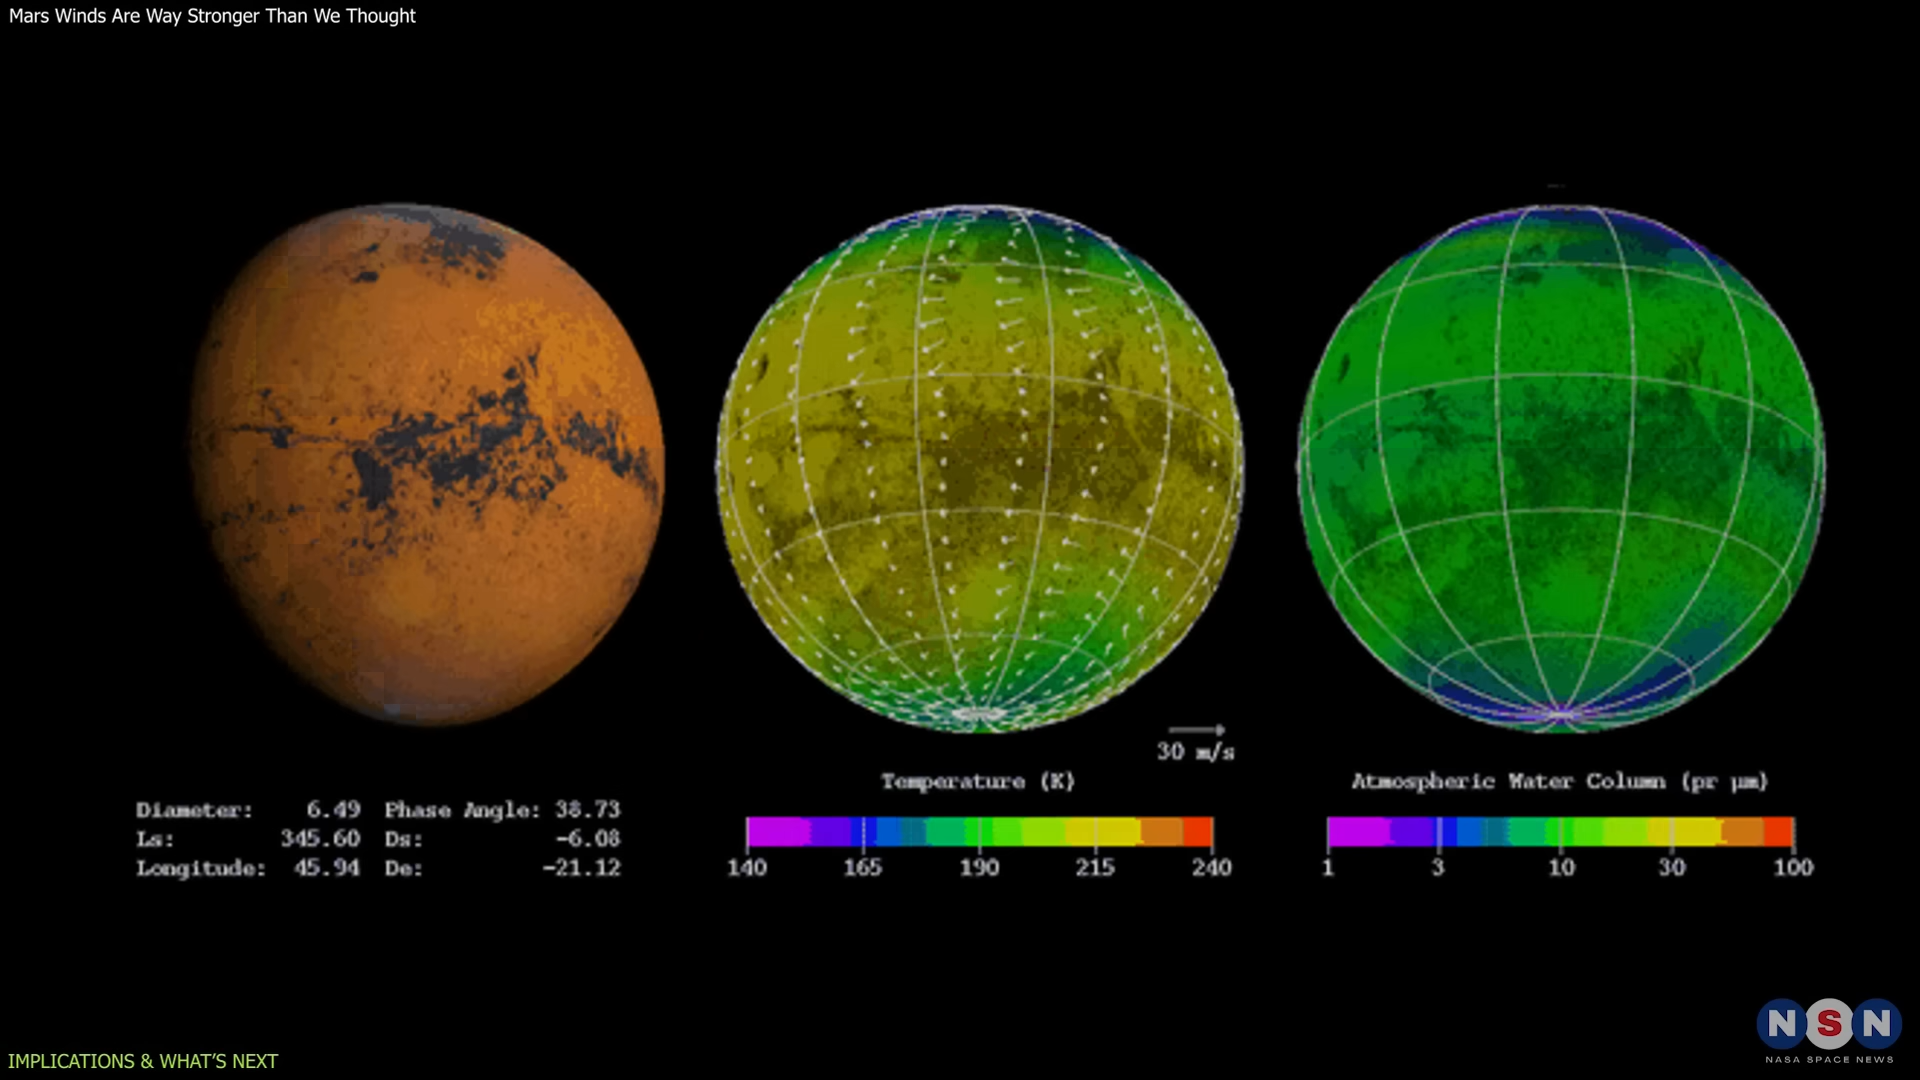 Mars Winds Are Way Stronger Than We Thought
Diameter: 6.49 Phase Angle: 38.73
Ls: 345.60 Ds: -6.08
Longitude: 45.94 De: -21.12
30 m/s
Temperature (K)
140 165 190 215 240
Atmospheric Water Column (pr µm)
1 3 10 30 100
IMPLICATIONS & WHAT'S NEXT
NSN
NASA SPACE NEWS